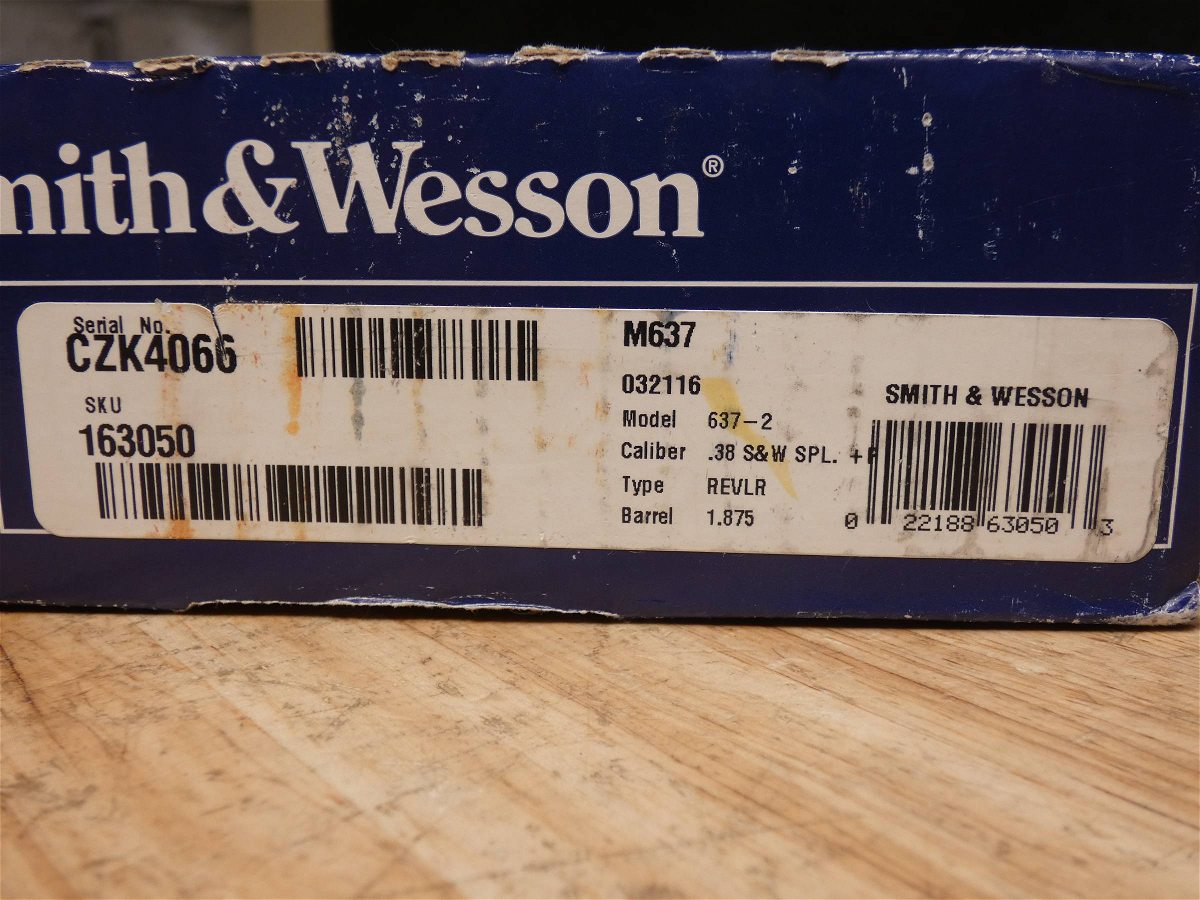 mith&Wesson®
Serial No.
CZK4066
SKU
163050
M637
032116
Model 637-2
Caliber .38 S&W SPL. +P
Type REVLR
Barrel 1.875
SMITH & WESSON
0 22188 63050 3